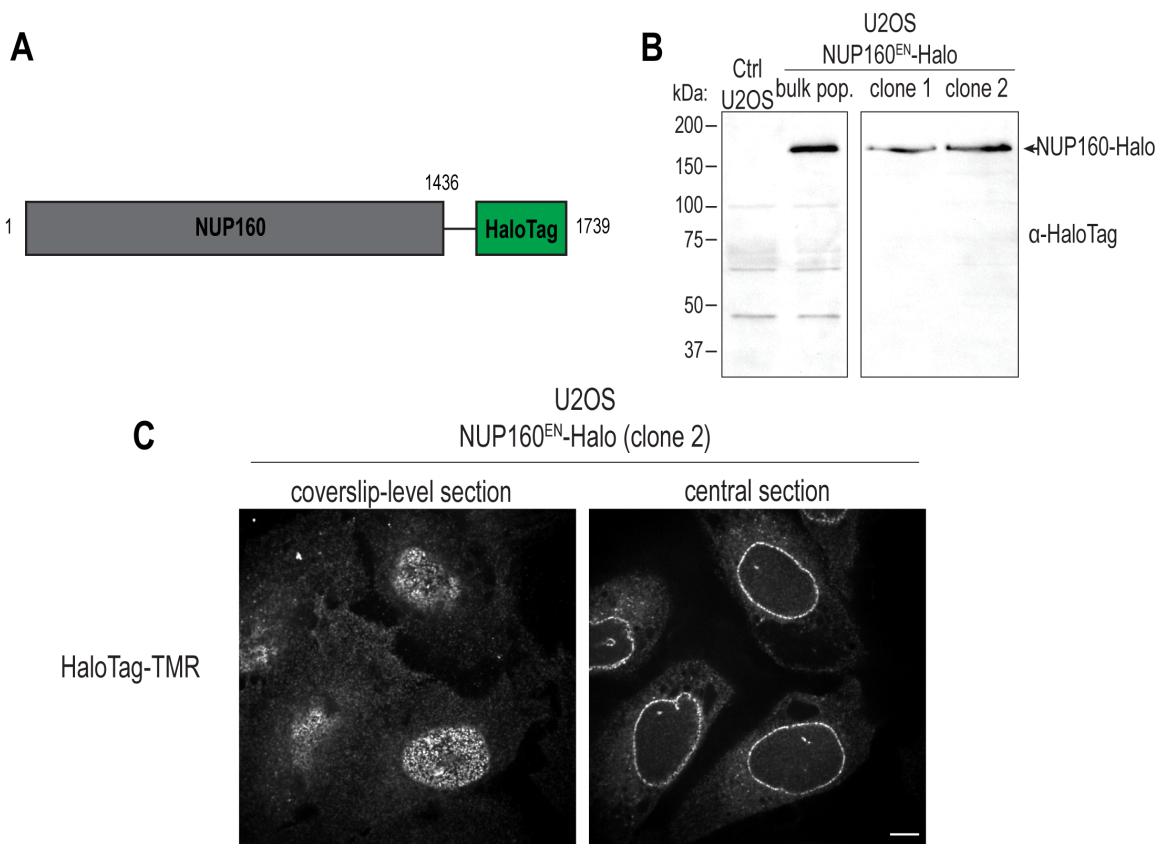 A
1
NUP160
1436
HaloTag
1739
B
U2OS
NUP160EN-Halo
Ctrl
U2OS
bulk pop.
clone 1
clone 2
kDa:
200
150
100
75
50
37
NUP160-Halo
α-HaloTag
C
U2OS
NUP160EN-Halo (clone 2)
coverslip-level section
central section
HaloTag-TMR